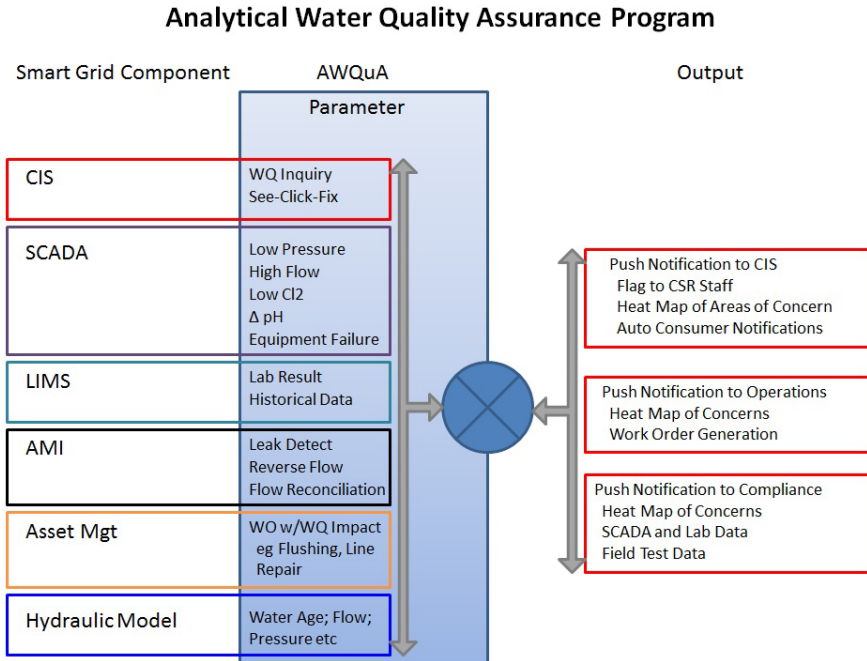 Analytical Water Quality Assurance Program
Smart Grid Component
AWQuA
Output
Parameter
CIS
WQ Inquiry
See-Click-Fix
SCADA
Low Pressure
High Flow
Low Cl2
Δ pH
Equipment Failure
LIMS
Lab Result
Historical Data
AMI
Leak Detect
Reverse Flow
Flow Reconciliation
Asset Mgt
WO w/WQ Impact
eg Flushing, Line
Repair
Hydraulic Model
Water Age; Flow;
Pressure etc
Push Notification to CIS
Flag to CSR Staff
Heat Map of Areas of Concern
Auto Consumer Notifications
Push Notification to Operations
Heat Map of Concerns
Work Order Generation
Push Notification to Compliance
Heat Map of Concerns
SCADA and Lab Data
Field Test Data